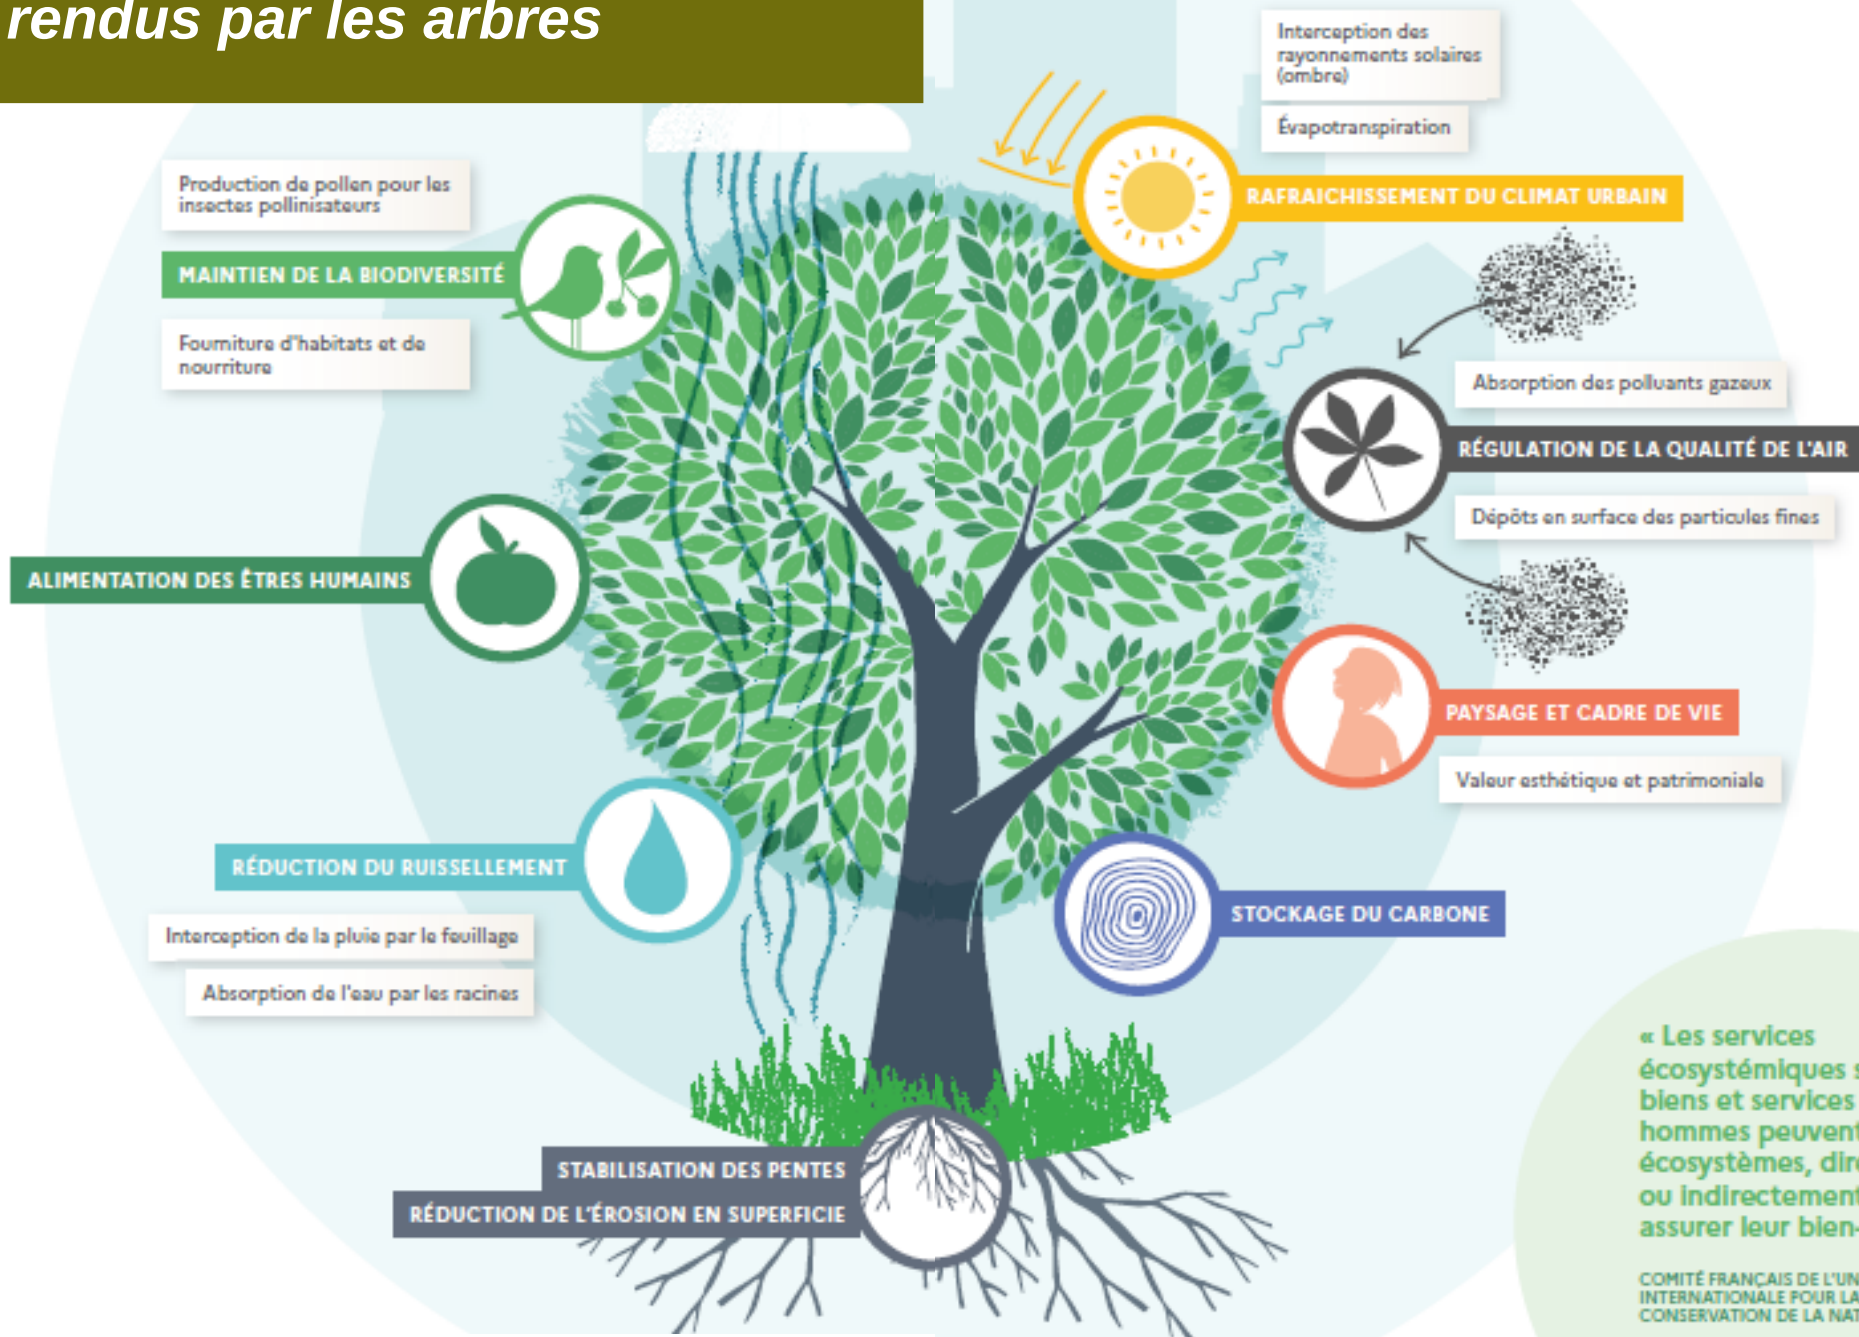 rendus par les arbres
Interception des
rayonnements solaires
(ombre)
Évapotranspiration
RAFRAICHISSEMENT DU CLIMAT URBAIN
Production de pollen pour les
insectes pollinisateurs
MAINTIEN DE LA BIODIVERSITÉ
Fourniture d'habitats et de
nourriture
Absorption des polluants gazeux
RÉGULATION DE LA QUALITÉ DE L'AIR
Dépôts en surface des particules fines
ALIMENTATION DES ÊTRES HUMAINS
PAYSAGE ET CADRE DE VIE
Valeur esthétique et patrimoniale
RÉDUCTION DU RUISSELLEMENT
Interception de la pluie par le feuillage
Absorption de l'eau par les racines
STOCKAGE DU CARBONE
STABILISATION DES PENTES
RÉDUCTION DE L'ÉROSION EN SUPERFICIE
« Les services
écosystémiques
biens et services
hommes peuvent
écosystèmes,
ou indirectement
assurer leur bien-
COMITÉ FRANÇAIS DE
INTERNATIONALE POUR LA
CONSERVATION DE LA